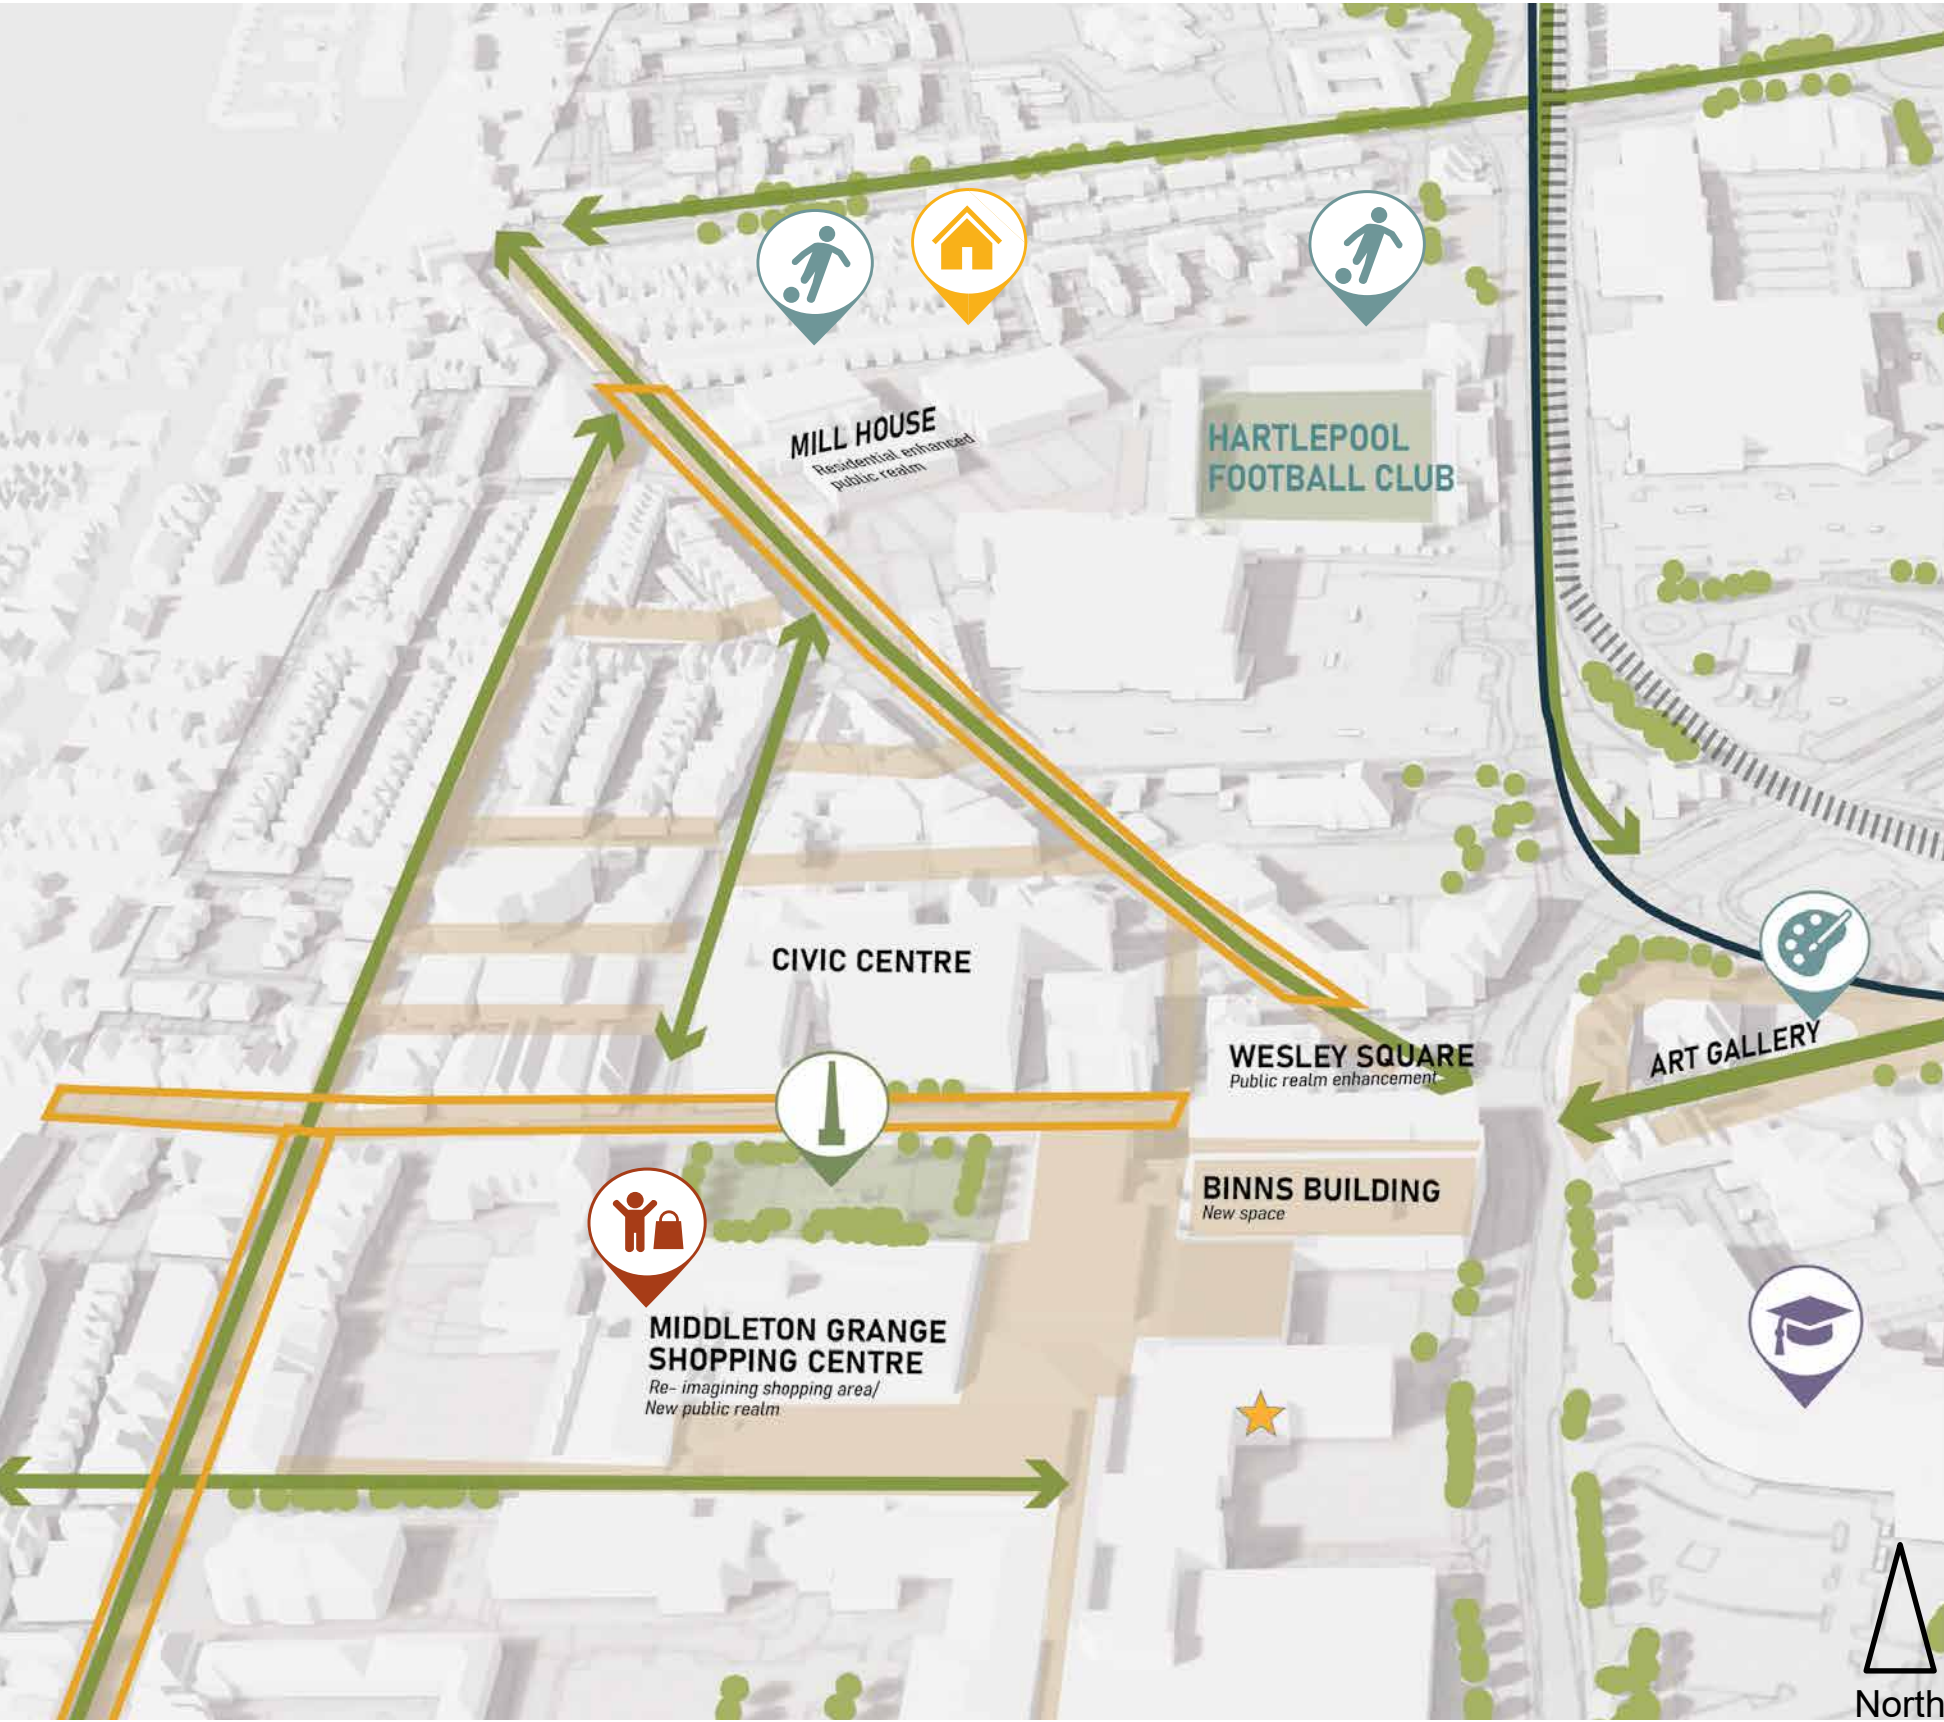 MILL HOUSE
Residential enhanced
public realm
HARTLEPOOL
FOOTBALL CLUB
CIVIC CENTRE
WESLEY SQUARE
Public realm enhancement
ART GALLERY
BINNS BUILDING
New space
MIDDLETON GRANGE
SHOPPING CENTRE
Re- imagining shopping area/
New public realm
North